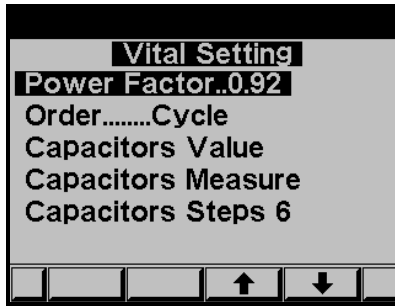 Vital Setting
Power Factor..0.92
Order........Cycle
Capacitors Value
Capacitors Measure
Capacitors Steps 6